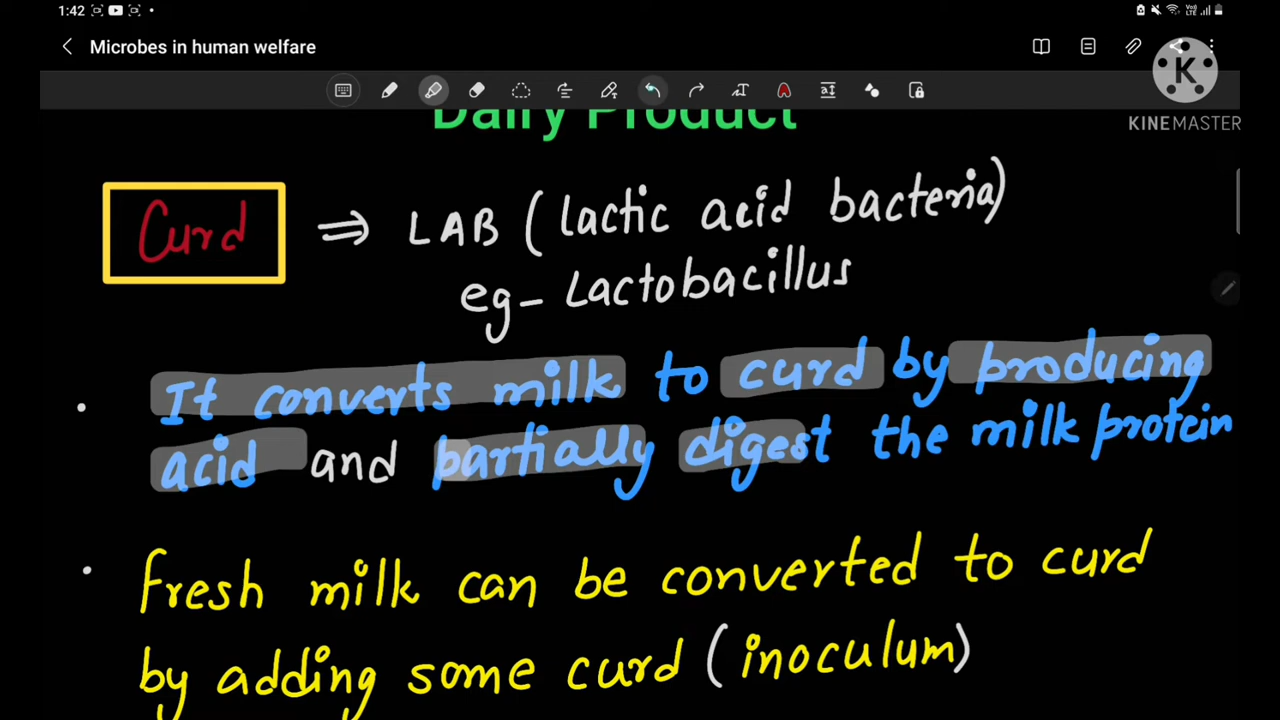 1:42
Microbes in human welfare
K
KINEMASTER
Dairy Product
Curd ⇒ LAB (lactic acid bacteria)
eg- Lactobacillus
• It converts milk to curd by producing
acid and partially digest the milk protein
• Fresh milk can be converted to curd
by adding some curd (inoculum)